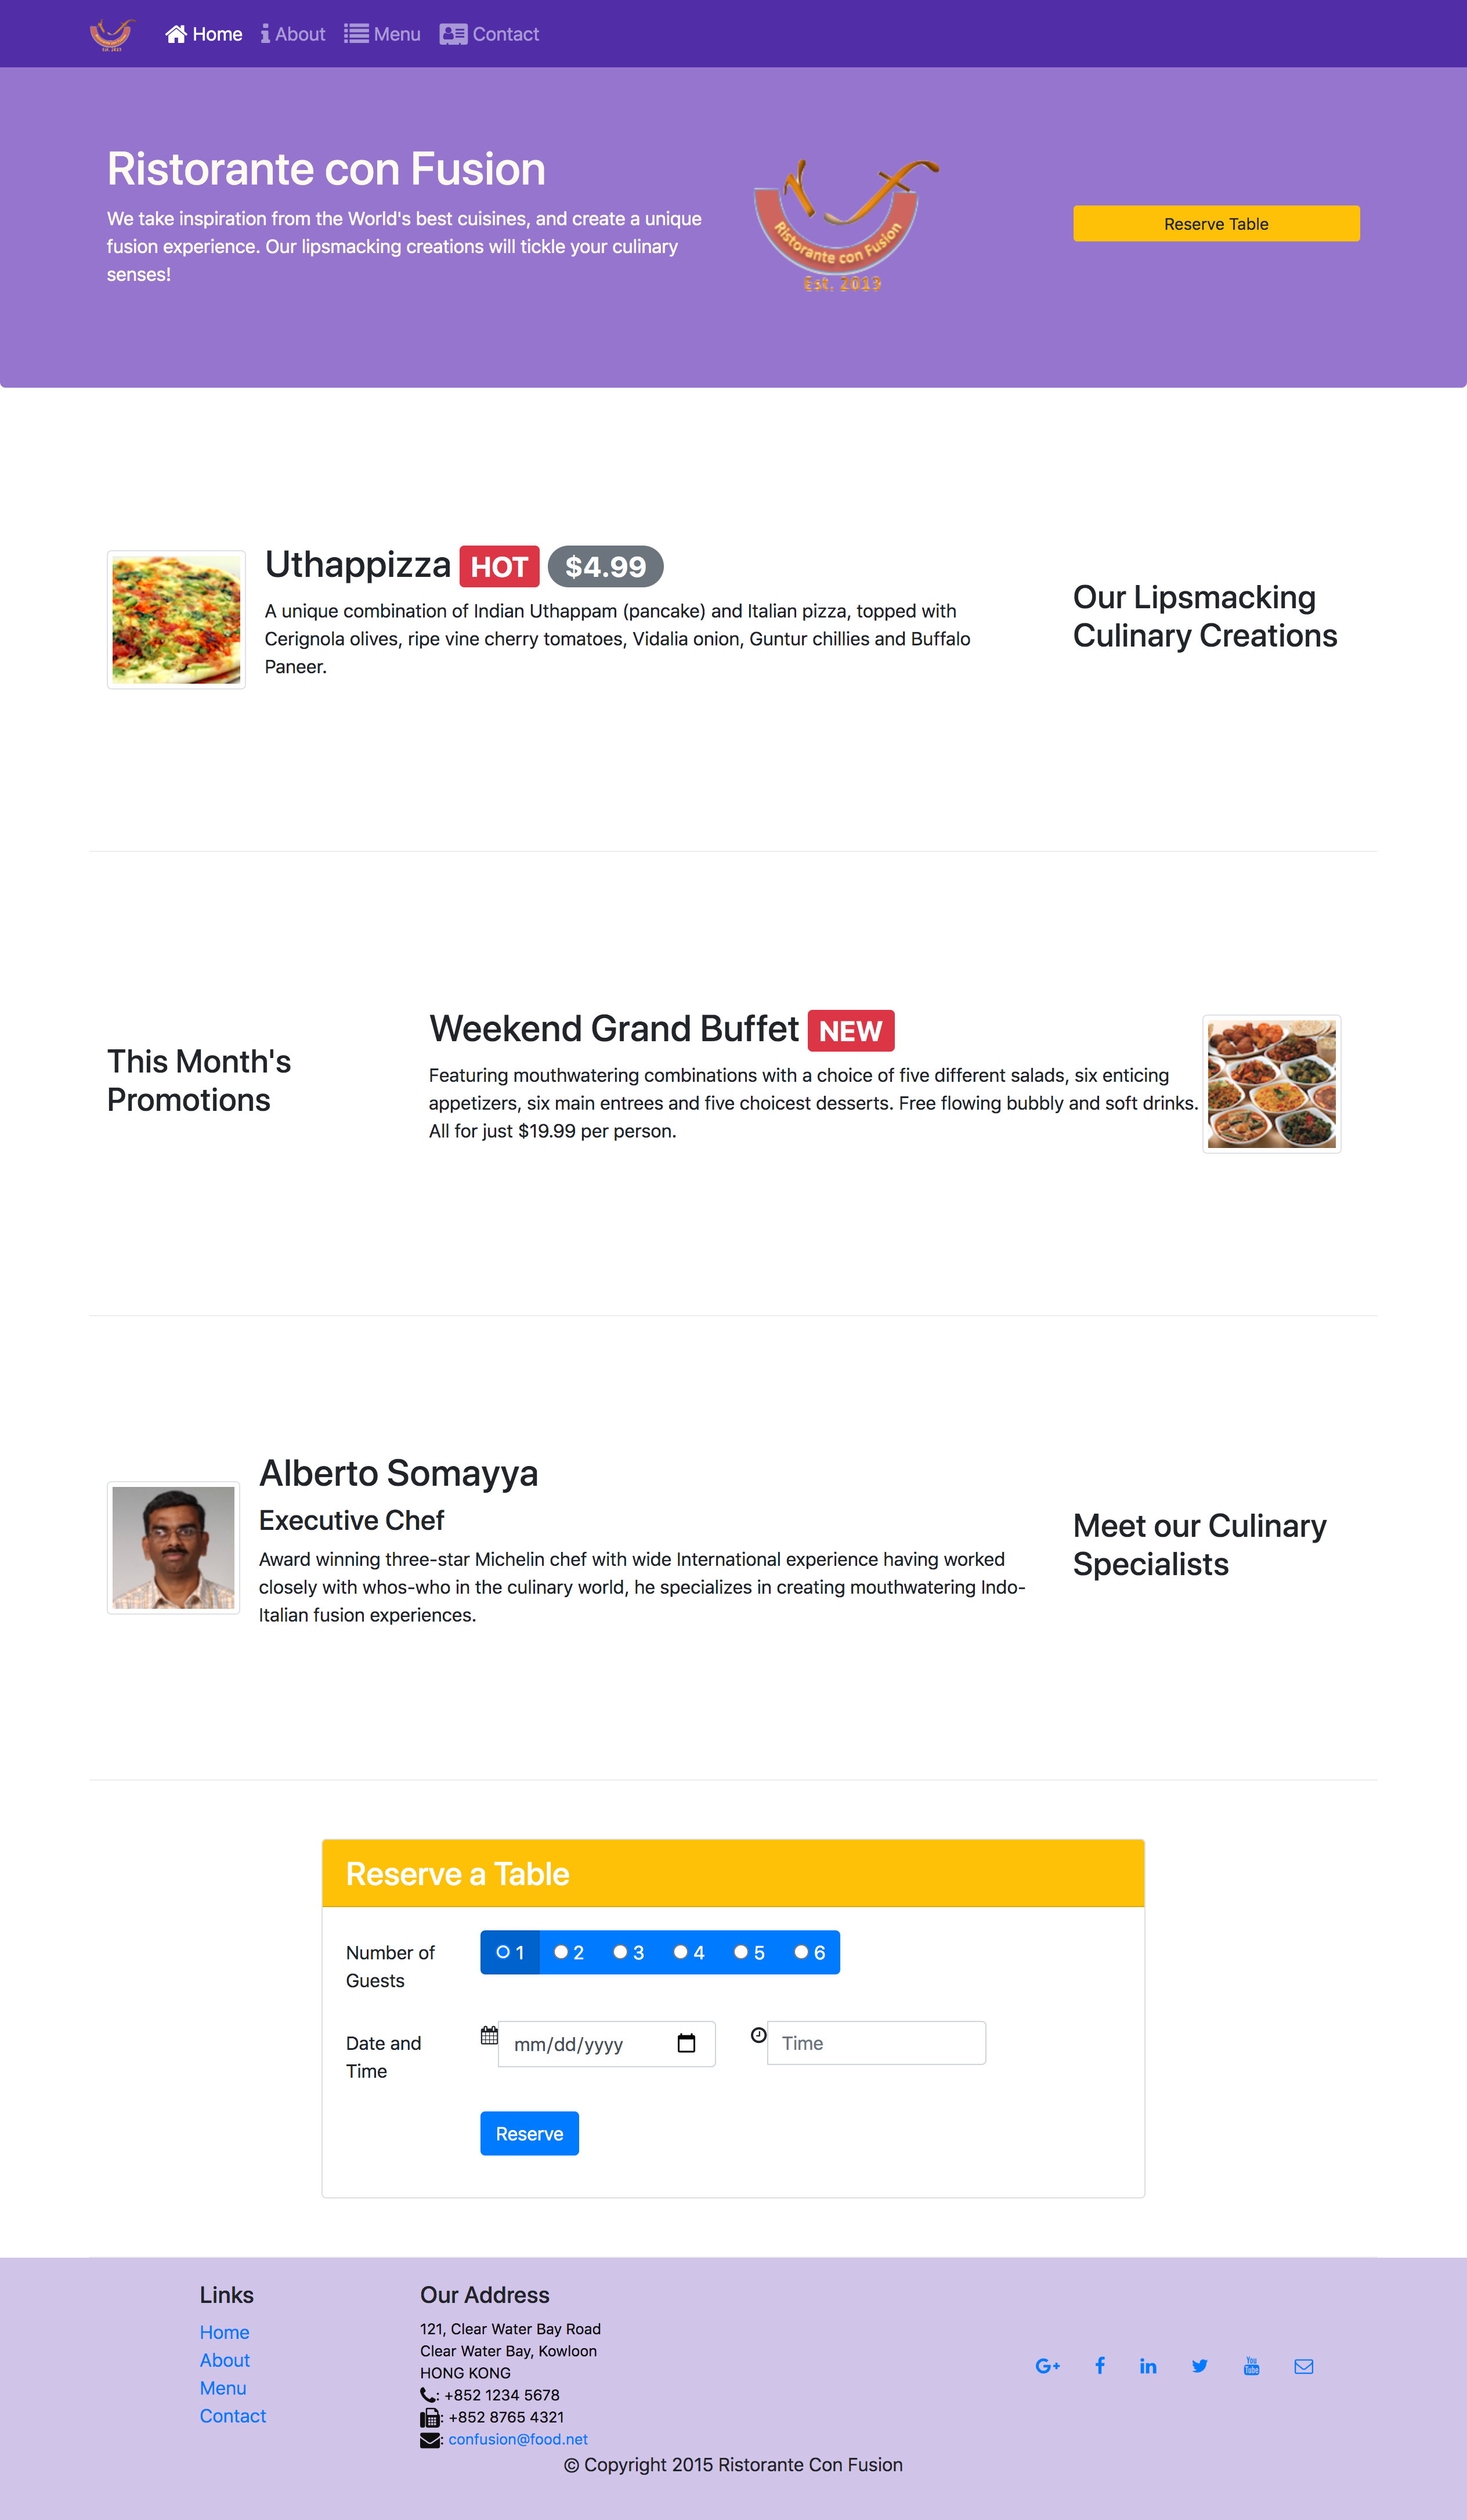 Home About Menu Contact
Ristorante con Fusion
We take inspiration from the World's best cuisines, and create a unique
fusion experience. Our lipsmacking creations will tickle your culinary
senses!
Ristorante con Fusion
Est. 2013
Reserve Table
Uthappizza HOT $4.99
A unique combination of Indian Uthappam (pancake) and Italian pizza, topped with
Cerignola olives, ripe vine cherry tomatoes, Vidalia onion, Guntur chillies and Buffalo
Paneer.
Our Lipsmacking
Culinary Creations
This Month's
Promotions
Weekend Grand Buffet NEW
Featuring mouthwatering combinations with a choice of five different salads, six enticing
appetizers, six main entrees and five choicest desserts. Free flowing bubbly and soft drinks.
All for just $19.99 per person.
Alberto Somayya
Executive Chef
Award winning three-star Michelin chef with wide International experience having worked
closely with whos-who in the culinary world, he specializes in creating mouthwatering Indo-
Italian fusion experiences.
Meet our Culinary
Specialists
Reserve a Table
Number of
Guests
1 2 3 4 5 6
Date and
Time
mm/dd/yyyy
Time
Reserve
Links
Home
About
Menu
Contact
Our Address
121, Clear Water Bay Road
Clear Water Bay, Kowloon
HONG KONG
: +852 1234 5678
: +852 8765 4321
: confusion@food.net
G+ f in You Tube
© Copyright 2015 Ristorante Con Fusion